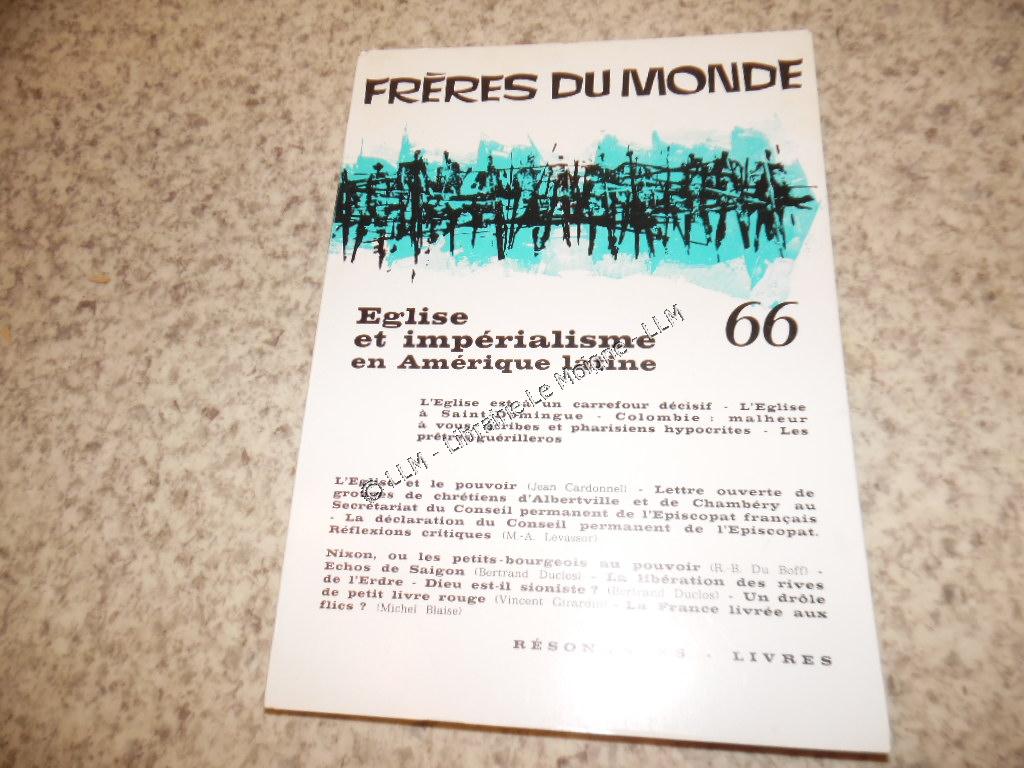 FRÈRES DU MONDE
66
Eglise
et impérialisme
en Amérique latine
L'Eglise est à un carrefour décisif - L'Eglise
à Saint-Domingue - Colombie : malheur
à vous, scribes et pharisiens hypocrites - Les
prêtres guérilleros
L'Eglise et le pouvoir (Jean Cardonnel) - Lettre ouverte de
groupes de chrétiens d'Albertville et de Chambéry au
Secrétariat du Conseil permanent de l'Episcopat français
- La déclaration du Conseil permanent de l'Episcopat.
Réflexions critiques (M.-A. Levassor)
Nixon, ou les petits-bourgeois au pouvoir (R.-B. Du Boff) -
Echos de Saigon (Bertrand Duclos) - La libération des rives
de l'Erdre - Dieu est-il sioniste ? (Bertrand Duclos) - Un drôle
de petit livre rouge (Vincent - La France livrée aux
flics ? (Michel Blaise)
LIVRES
© LLM - Librairie Le Moigne - LLM